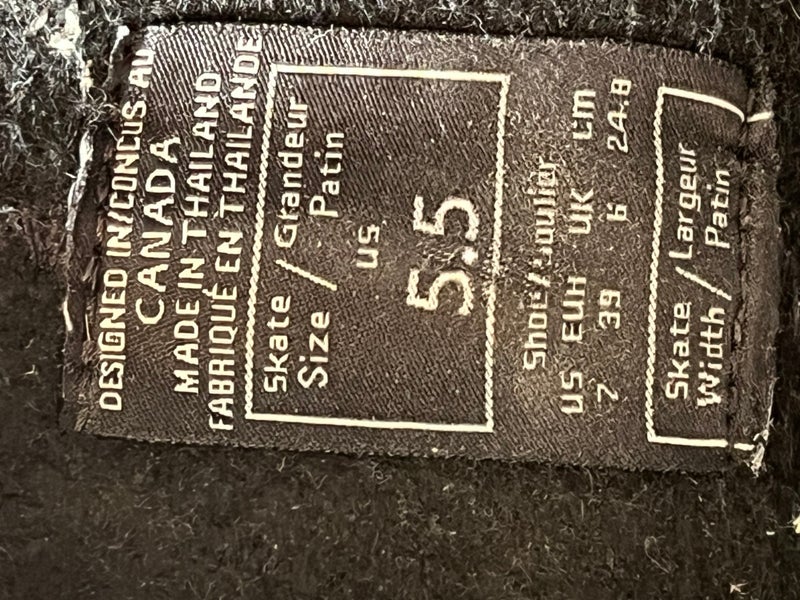 DESIGNED IN/CONÇUS AU
CANADA
MADE IN THAILAND
FABRIQUÉ EN THAILANDE
Skate / Grandeur
Size / Patin
US
5.5
Shoe/Soulier
US EUR UK cm
7 39 6 24.8
Skate / Largeur
Width / Patin